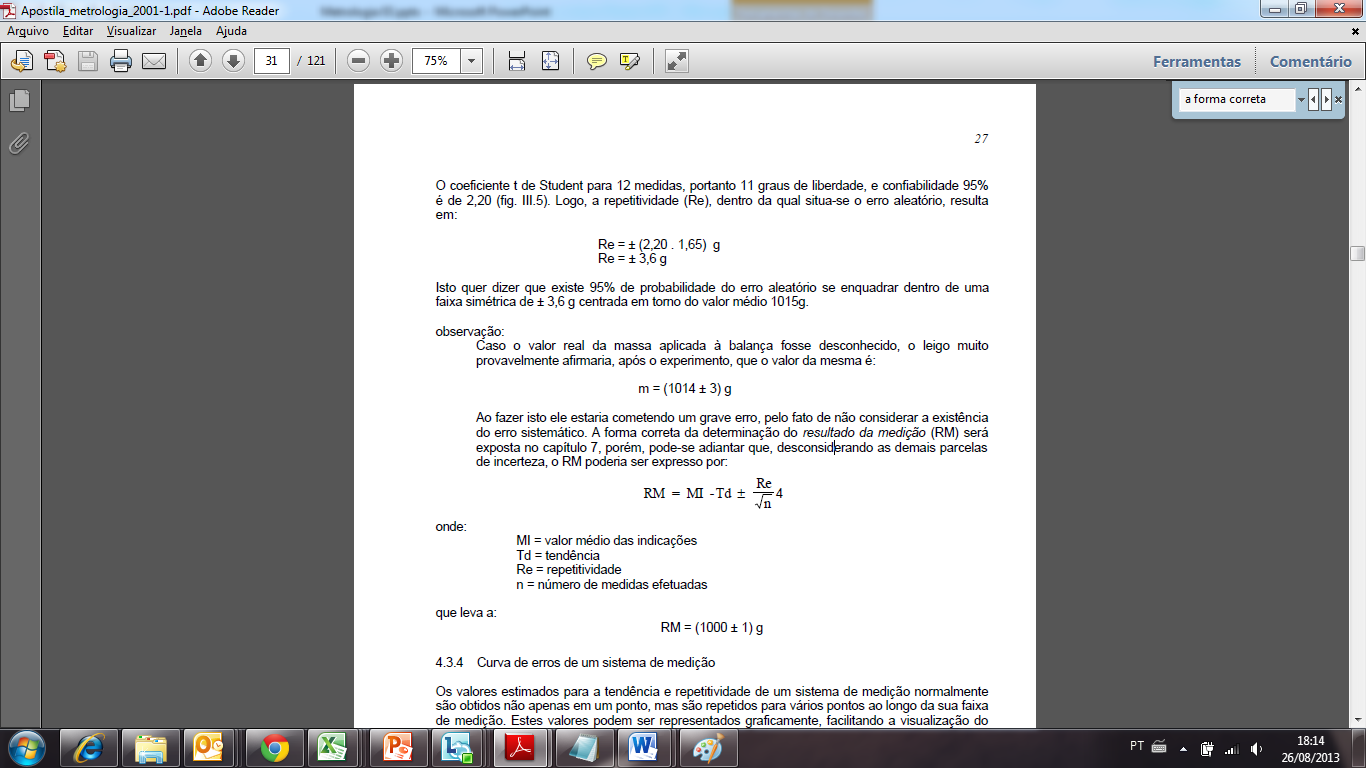 Apostila_metrologia_2001-1.pdf - Adobe Reader
Metrologia 03.pptx - Microsoft PowerPoint
Arquivo Editar Visualizar Janela Ajuda
31 / 121 75% Ferramentas Comentário
a forma correta
27
O coeficiente t de Student para 12 medidas, portanto 11 graus de liberdade, e confiabilidade 95%
é de 2,20 (fig. III.5). Logo, a repetitividade (Re), dentro da qual situa-se o erro aleatório, resulta
em:
Re = ± (2,20 . 1,65) g
Re = ± 3,6 g
Isto quer dizer que existe 95% de probabilidade do erro aleatório se enquadrar dentro de uma
faixa simétrica de ± 3,6 g centrada em torno do valor médio 1015g.
observação:
Caso o valor real da massa aplicada à balança fosse desconhecido, o leigo muito
provavelmente afirmaria, após o experimento, que o valor da mesma é:
m = (1014 ± 3) g
Ao fazer isto ele estaria cometendo um grave erro, pelo fato de não considerar a existência
do erro sistemático. A forma correta da determinação do resultado da medição (RM) será
exposta no capítulo 7, porém, pode-se adiantar que, desconsiderando as demais parcelas
de incerteza, o RM poderia ser expresso por:
RM = MI - Td ± Re/√n 4
onde:
MI = valor médio das indicações
Td = tendência
Re = repetitividade
n = número de medidas efetuadas
que leva a:
RM = (1000 ± 1) g
4.3.4 Curva de erros de um sistema de medição
Os valores estimados para a tendência e repetitividade de um sistema de medição normalmente
são obtidos não apenas em um ponto, mas são repetidos para vários pontos ao longo da sua faixa
de medição. Estes valores podem ser representados graficamente, facilitando a visualização do
PT 18:14
26/08/2013